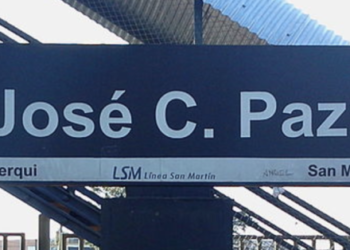 José C. Paz
erqui LSM Línea San Martín San M